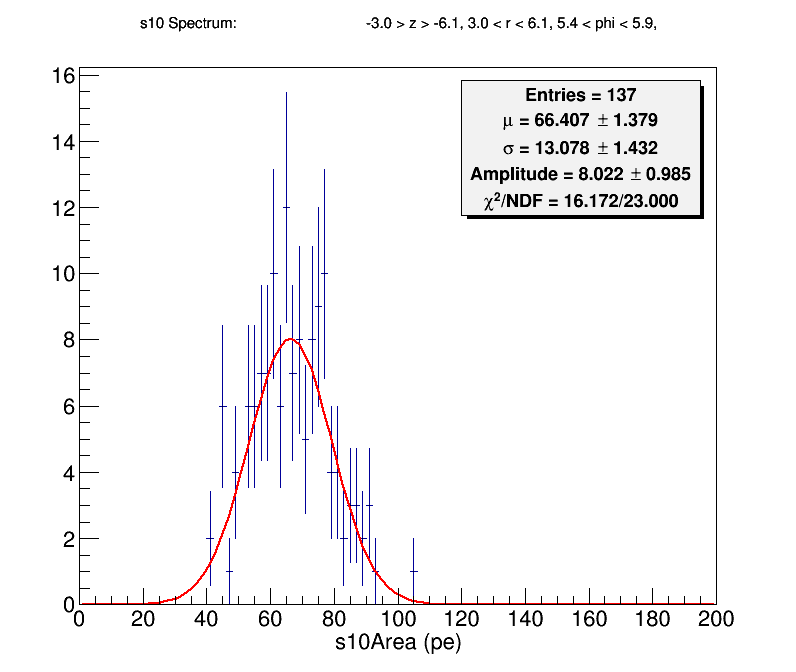 s10 Spectrum: -3.0 > z > -6.1, 3.0 < r < 6.1, 5.4 < phi < 5.9,
Entries = 137
μ = 66.407 ± 1.379
σ = 13.078 ± 1.432
Amplitude = 8.022 ± 0.985
χ²/NDF = 16.172/23.000
16
14
12
10
8
6
4
2
0
0 20 40 60 80 100 120 140 160 180 200
s10Area (pe)